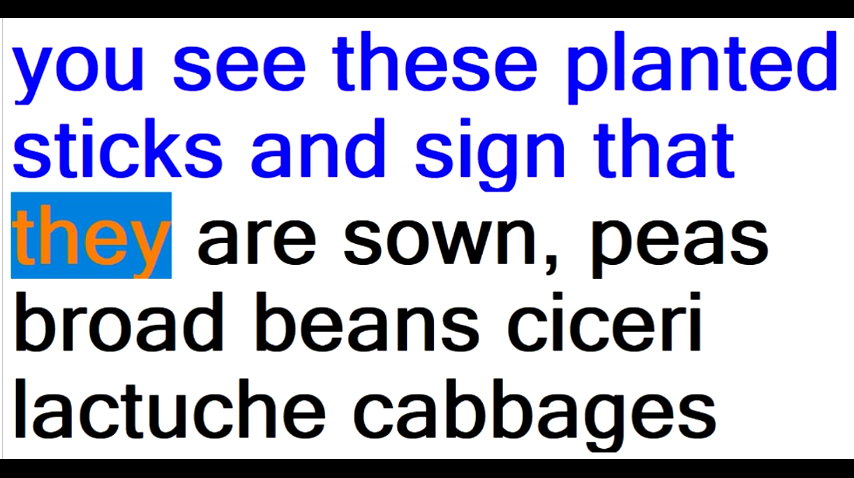 you see these planted
sticks and sign that
they are sown, peas
broad beans ciceri
lactuche cabbages